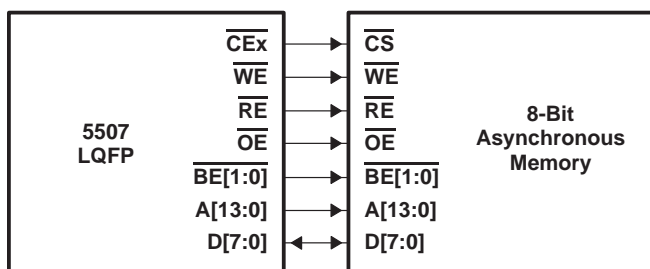 CEx CS
WE WE
RE RE
5507
LQFP
OE OE
8-Bit
Asynchronous
Memory
BE[1:0] BE[1:0]
A[13:0] A[13:0]
D[7:0] D[7:0]